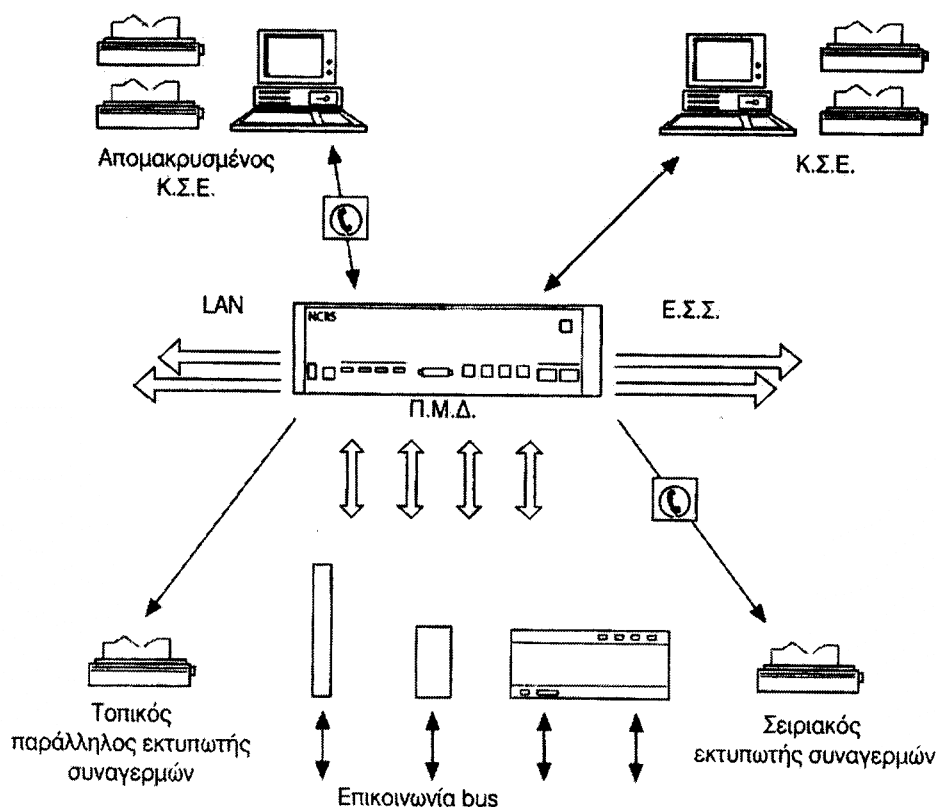 Απομακρυσμένος
Κ.Σ.Ε.
Κ.Σ.Ε.
LAN
NCRS
Ε.Σ.Σ.
Π.Μ.Δ.
Τοπικός
παράλληλος εκτυπωτής
συναγερμών
Σειριακός
εκτυπωτής συναγερμών
Επικοινωνία bus